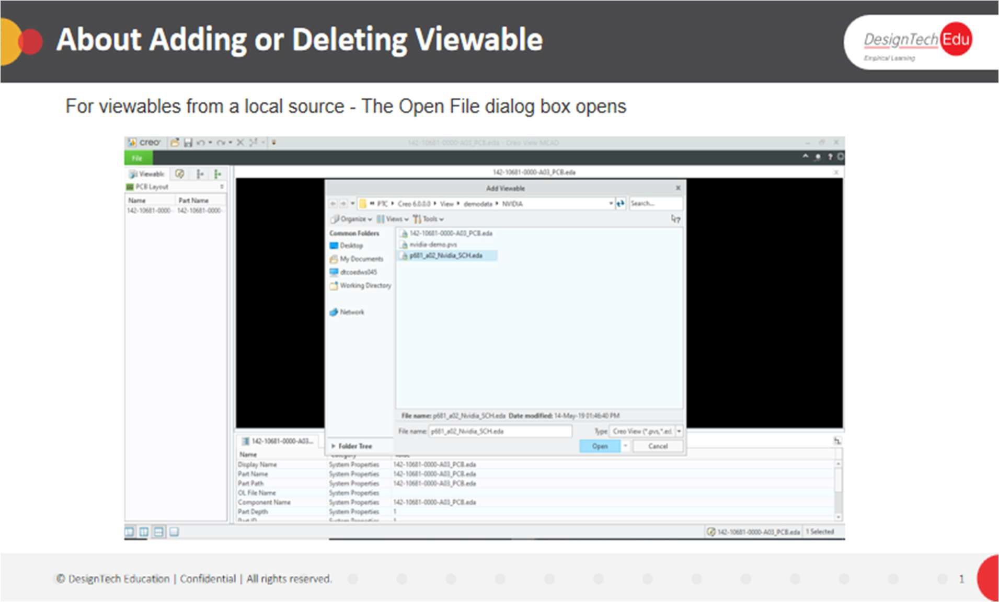 About Adding or Deleting Viewable
DesignTech Edu
Empirical Learning
For viewables from a local source - The Open File dialog box opens
creo
142-10681-0000-A03_PCB.eda - Creo View MCAD
File
Viewable
142-10681-0000-A03_PCB.eda
PCB Layout
Name Part Name
142-10681-0000- 142-10681-0000-
Add Viewable
PTC Creo 6.0.0.0 View demodata NVIDIA
Search...
Organize Views Tools
Common Folders
Desktop
My Documents
dtcoedws045
Working Directory
Network
142-10681-0000-A03_PCB.eda
nvidia-demo.pvs
p681_a02_Nvidia_SCH.eda
File name: p681_a02_Nvidia_SCH.eda Date modified: 14-May-19 01:46:40 PM
File name: p681_a02_Nvidia_SCH.eda Type Creo View (*.pvs,*.ed.
Folder Tree
Open Cancel
142-10681-0000-A03...
Name Category Value
Display Name System Properties 142-10681-0000-A03_PCB.eda
Part Name System Properties 142-10681-0000-A03_PCB.eda
Part Path System Properties 142-10681-0000-A03_PCB.eda
OL File Name System Properties
Component Name System Properties 142-10681-0000-A03_PCB.eda
Part Depth System Properties 1
Part ID System Properties 1
142-10681-0000-A03_PCB.eda 1 Selected
© DesignTech Education | Confidential | All rights reserved.
1